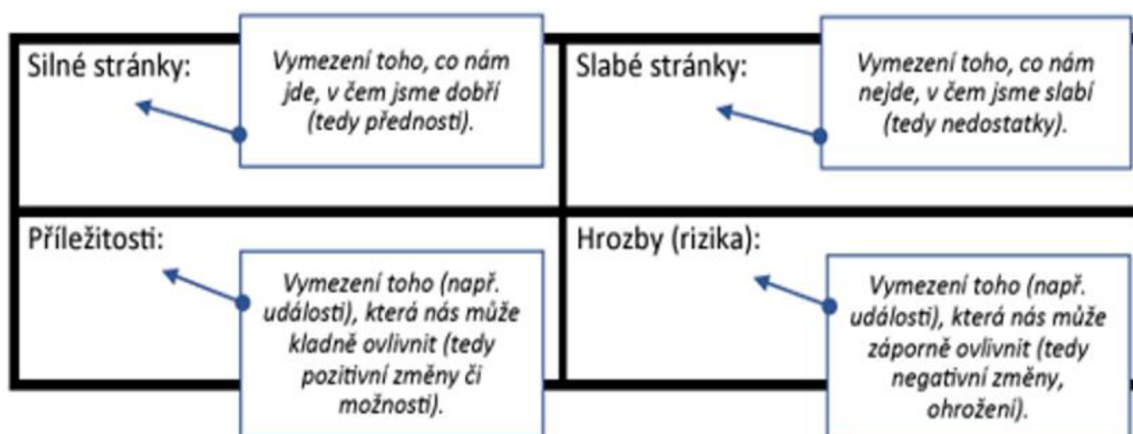 Silné stránky:
Vymezení toho, co nám
jde, v čem jsme dobří
(tedy přednosti).
Slabé stránky:
Vymezení toho, co nám
nejde, v čem jsme slabí
(tedy nedostatky).
Příležitosti:
Vymezení toho (např.
události), která nás může
kladně ovlivnit (tedy
pozitivní změny či
možnosti).
Hrozby (rizika):
Vymezení toho (např.
události), která nás může
záporně ovlivnit (tedy
negativní změny,
ohrožení).